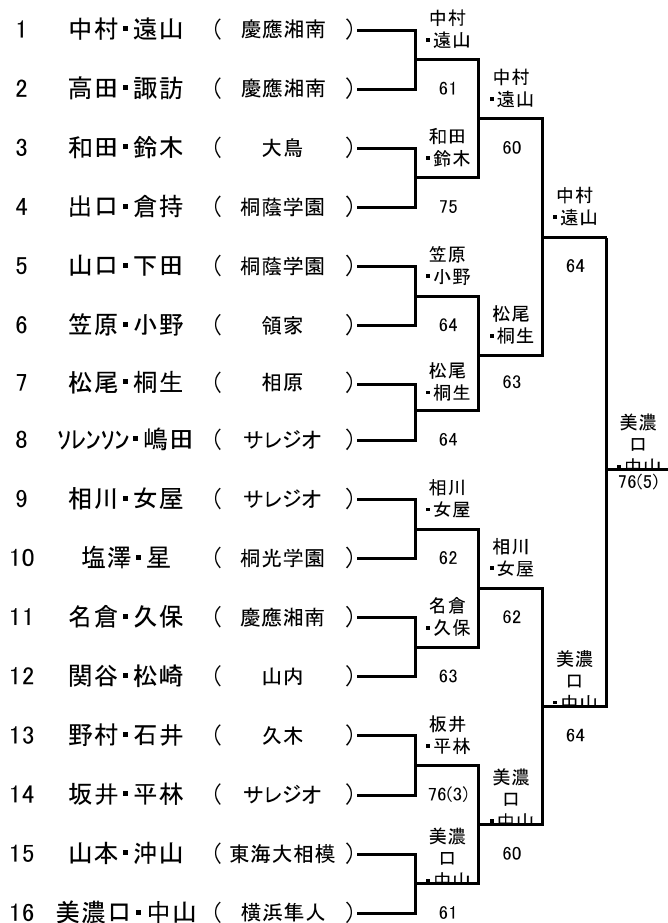 1 中村・遠山 ( 慶應湘南 )
2 高田・諏訪 ( 慶應湘南 )
3 和田・鈴木 ( 大鳥 )
4 出口・倉持 ( 桐蔭学園 )
5 山口・下田 ( 桐蔭学園 )
6 笠原・小野 ( 領家 )
7 松尾・桐生 ( 相原 )
8 ソレンソン・嶋田 ( サレジオ )
9 相川・女屋 ( サレジオ )
10 塩澤・星 ( 桐光学園 )
11 名倉・久保 ( 慶應湘南 )
12 関谷・松崎 ( 山内 )
13 野村・石井 ( 久木 )
14 坂井・平林 ( サレジオ )
15 山本・沖山 ( 東海大相模 )
16 美濃口・中山 ( 横浜隼人 )
中村
・遠山
61
和田
・鈴木
75
笠原
・小野
64
松尾
・桐生
64
相川
・女屋
62
名倉
・久保
63
板井
・平林
76(3)
美濃
口
・中山
61
中村
・遠山
60
松尾
・桐生
63
相川
・女屋
62
美濃
口
・中山
60
中村
・遠山
64
美濃
口
・中山
64
美濃
口
・中山
76(5)